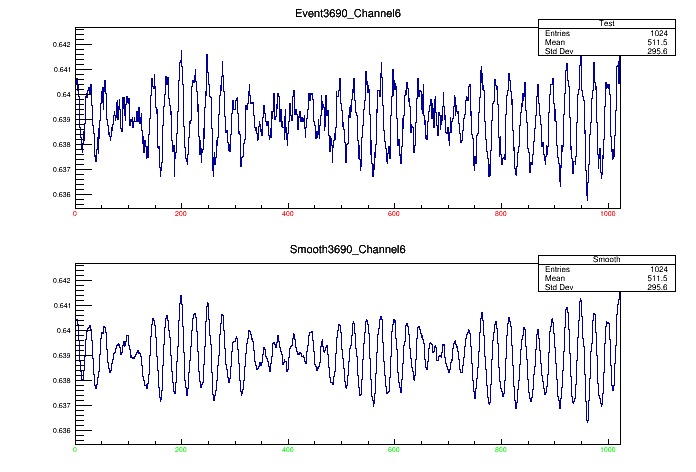 Event3690_Channel6
Test
Entries 1024
Mean 511.5
Std Dev 295.6
0.642
0.641
0.64
0.639
0.638
0.637
0.636
0 200 400 600 800 1000
Smooth3690_Channel6
Smooth
Entries 1024
Mean 511.5
Std Dev 295.6
0.642
0.641
0.64
0.639
0.638
0.637
0.636
0 200 400 600 800 1000